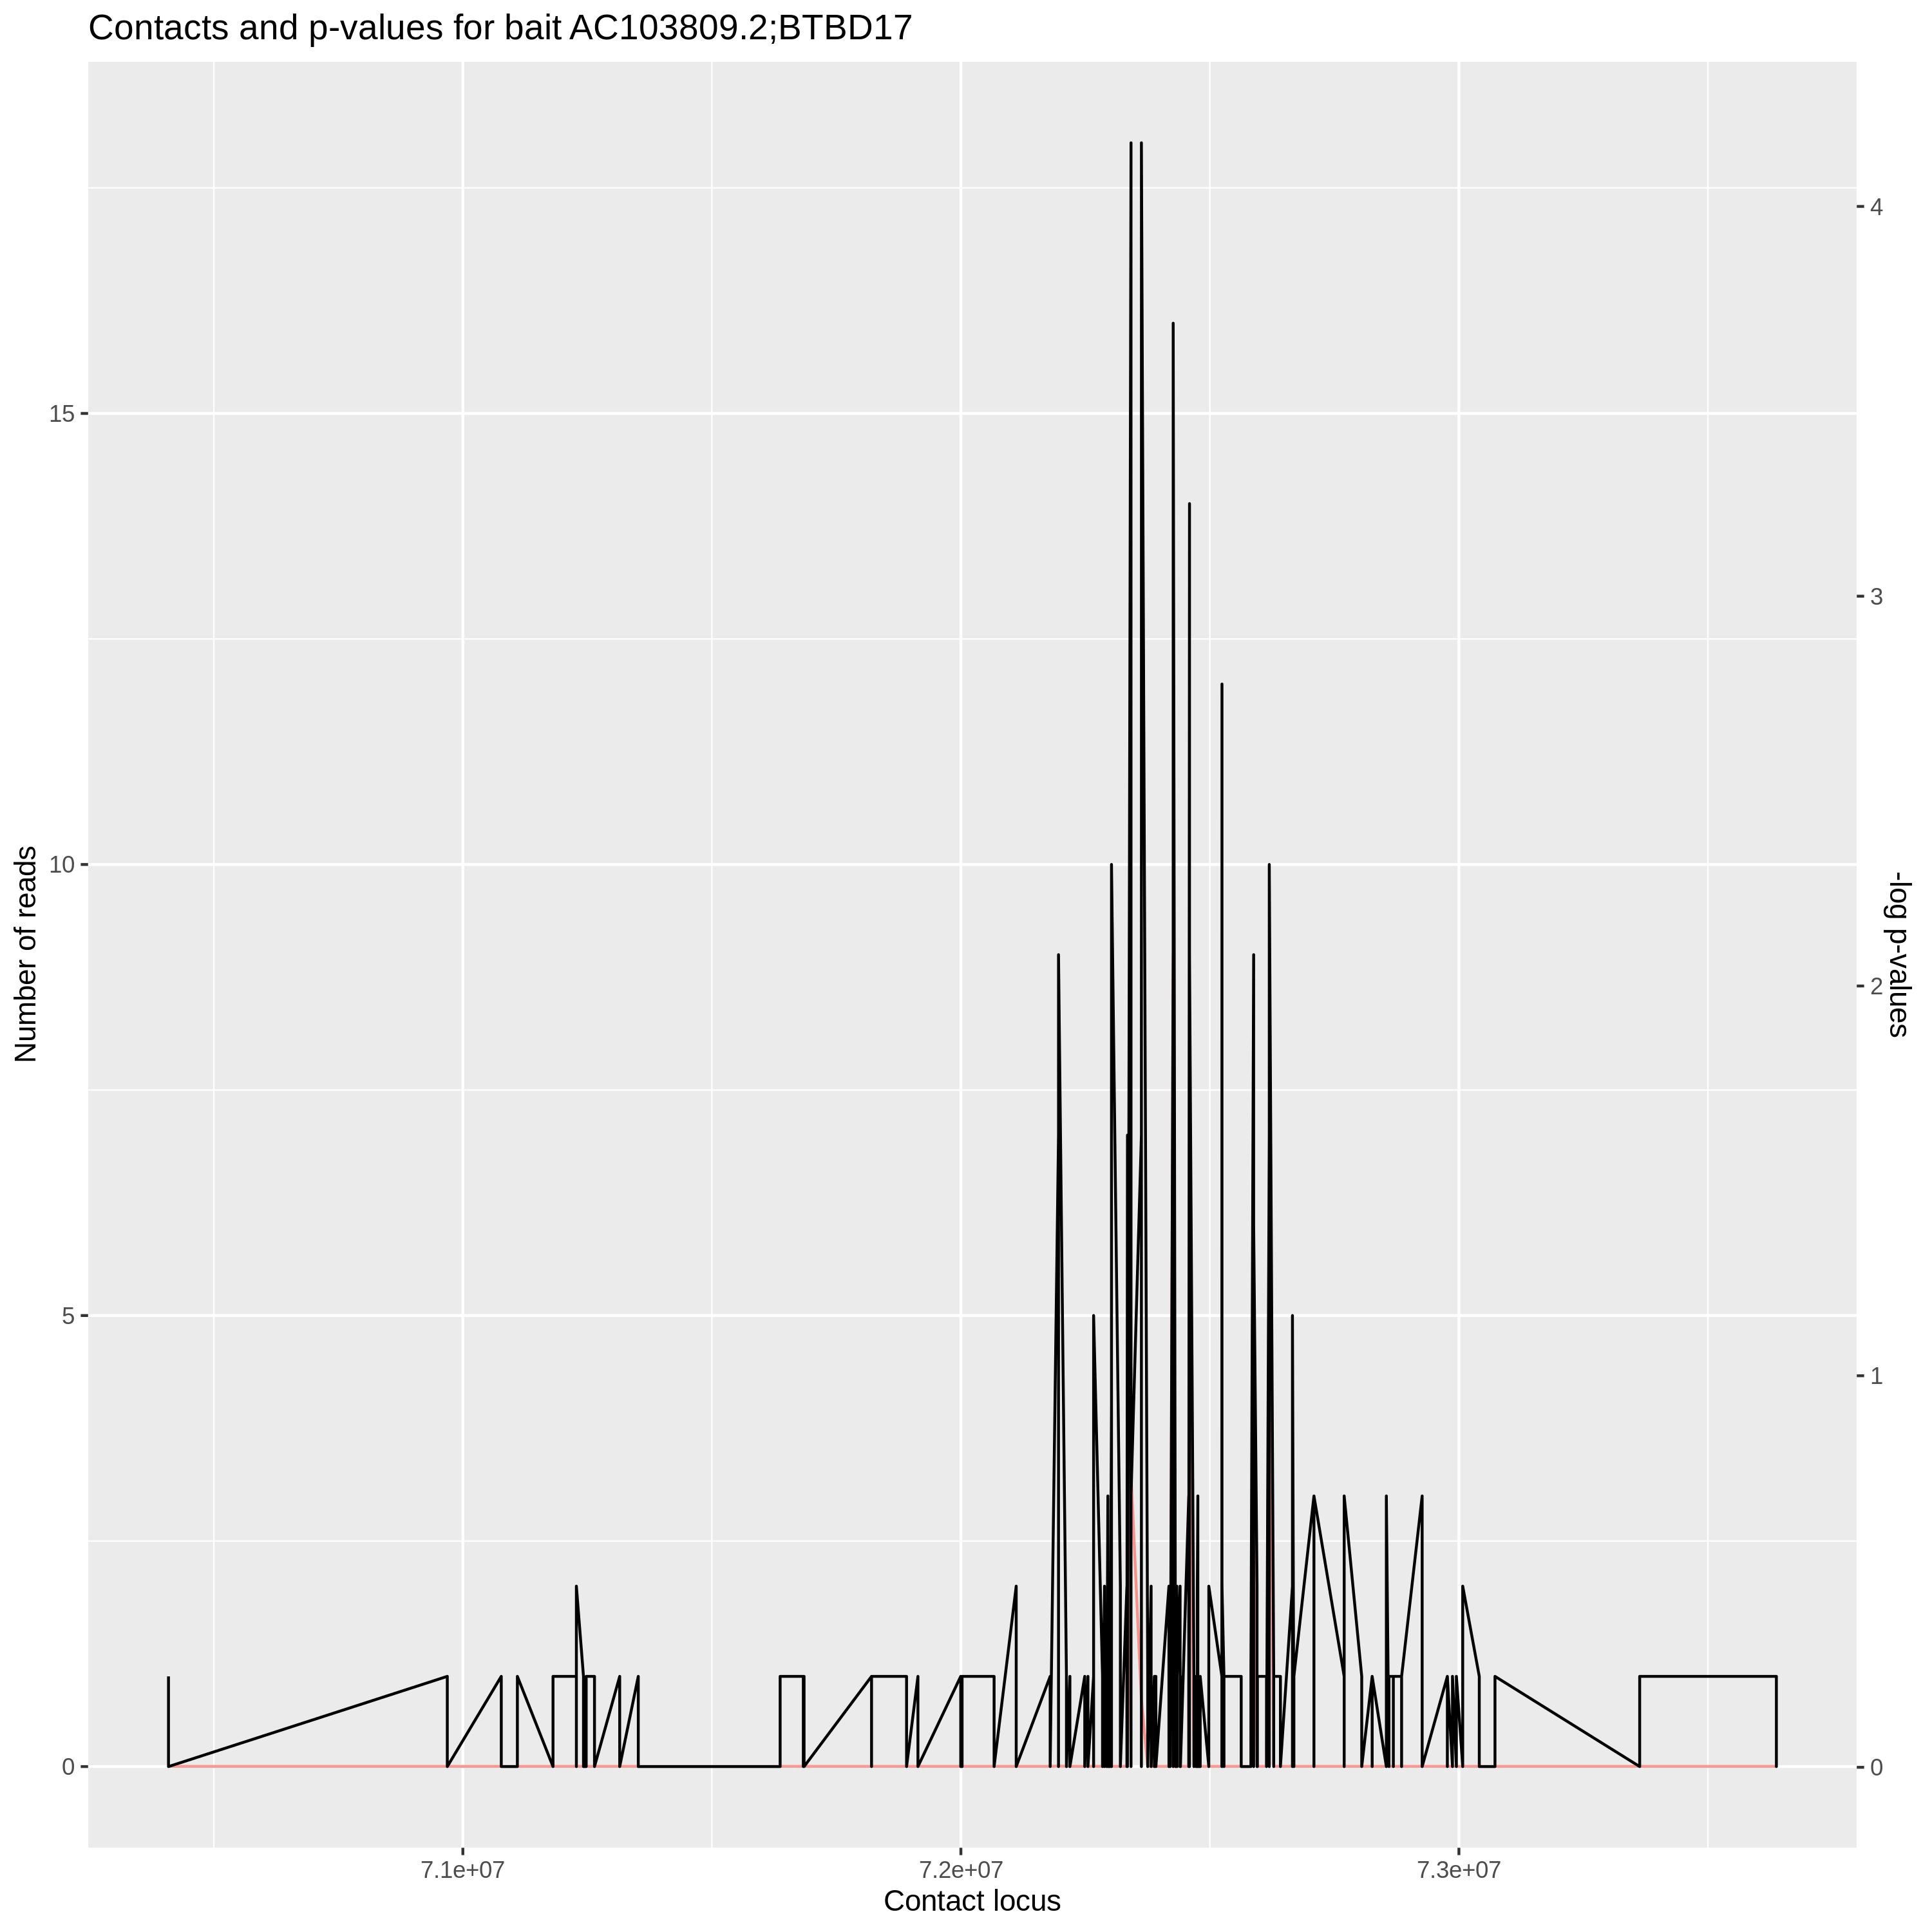 Contacts and p-values for bait AC103809.2;BTBD17
15
10
5
0
Number of reads
4
3
2
1
0
-log p-values
7.1e+07
7.2e+07
7.3e+07
Contact locus